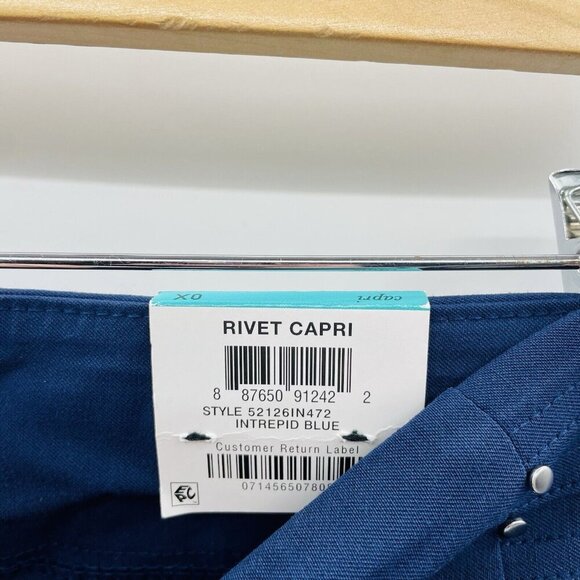 0X capri
RIVET CAPRI
8 87650 91242 2
STYLE 52126IN472
INTREPID BLUE
Customer Return Label